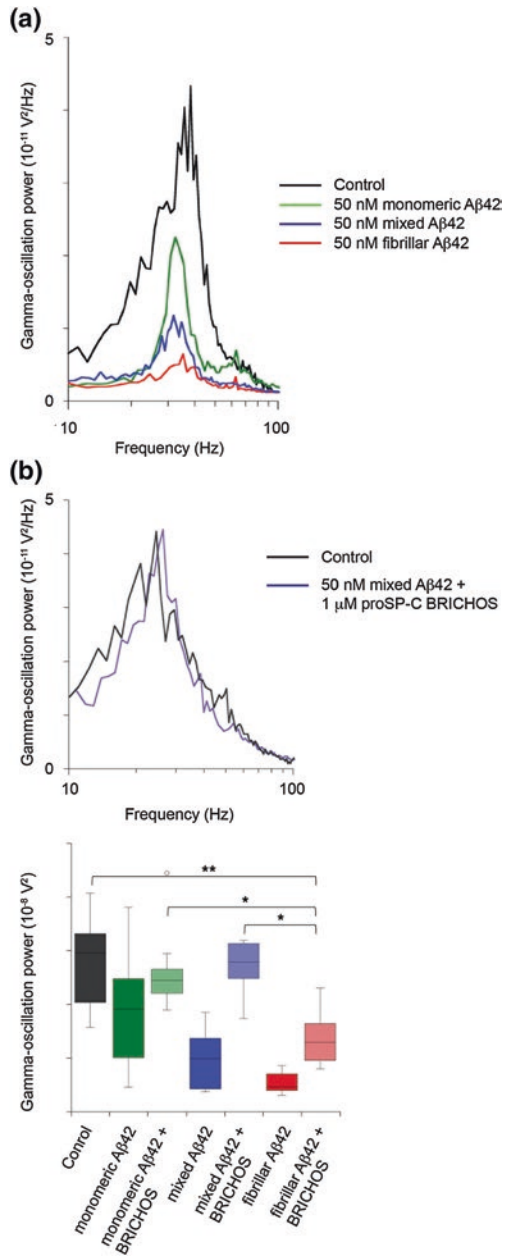 (a)
5
Gamma-oscillation power (10⁻¹¹ V²/Hz)
0
10
100
Frequency (Hz)
Control
50 nM monomeric Aβ42
50 nM mixed Aβ42
50 nM fibrillar Aβ42
(b)
5
Gamma-oscillation power (10⁻¹¹ V²/Hz)
0
10
100
Frequency (Hz)
Control
50 nM mixed Aβ42 +
1 μM proSP-C BRICHOS
Gamma-oscillation power (10⁻⁸ V²)
**
*
*
Conrol
monomeric Aβ42
monomeric Aβ42 +
BRICHOS
mixed Aβ42
mixed Aβ42 +
BRICHOS
fibrillar Aβ42
fibrillar Aβ42 +
BRICHOS